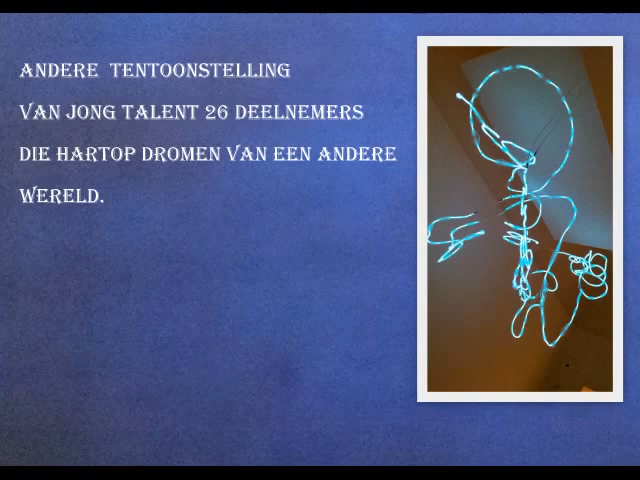 ANDERE TENTOONSTELLING
VAN JONG TALENT 26 DEELNEMERS
DIE HARTOP DROMEN VAN EEN ANDERE
WERELD.